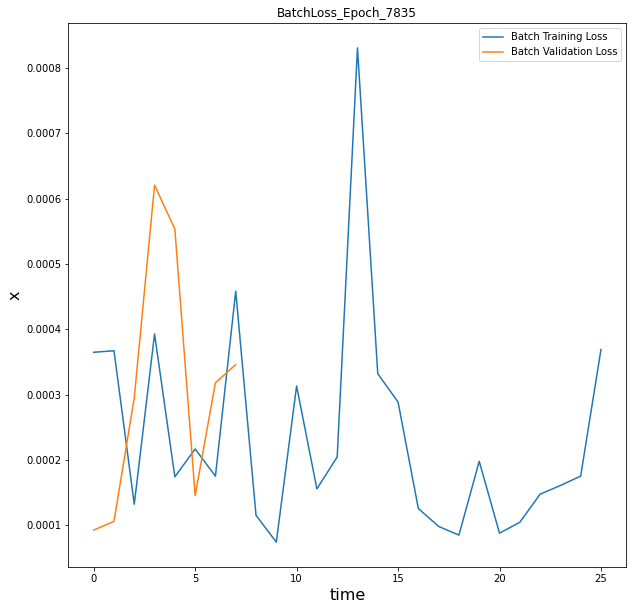 BatchLoss_Epoch_7835
Batch Training Loss
Batch Validation Loss
0.0008
0.0007
0.0006
0.0005
0.0004
0.0003
0.0002
0.0001
x
0 5 10 15 20 25
time